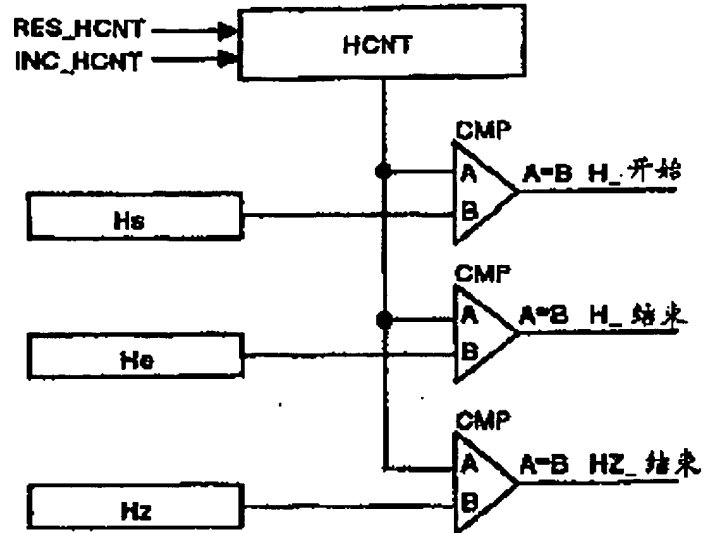 RES_HCNT
INC_HCNT
HCNT
CMP
A
B
A=B H_开始
Hs
CMP
A
B
A=B H_结束
He
CMP
A
B
A=B HZ_结束
Hz